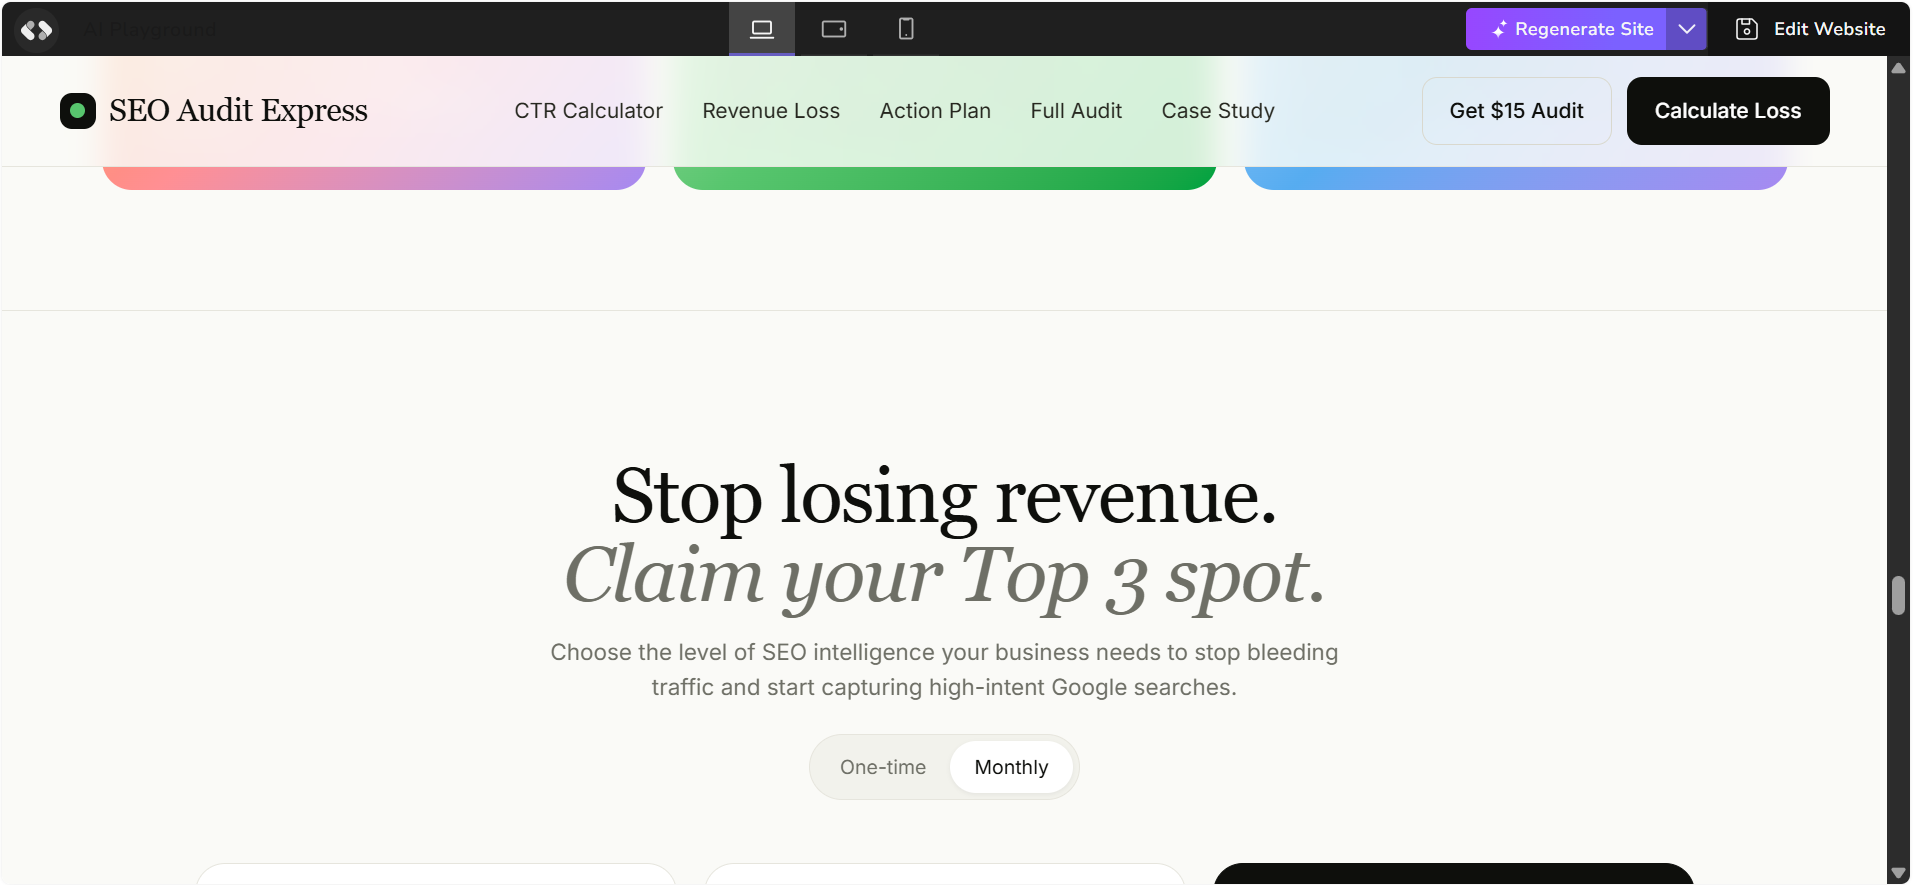 AI Playground
Regenerate Site
Edit Website
SEO Audit Express
CTR Calculator
Revenue Loss
Action Plan
Full Audit
Case Study
Get $15 Audit
Calculate Loss
Stop losing revenue.
Claim your Top 3 spot.
Choose the level of SEO intelligence your business needs to stop bleeding
traffic and start capturing high-intent Google searches.
One-time
Monthly